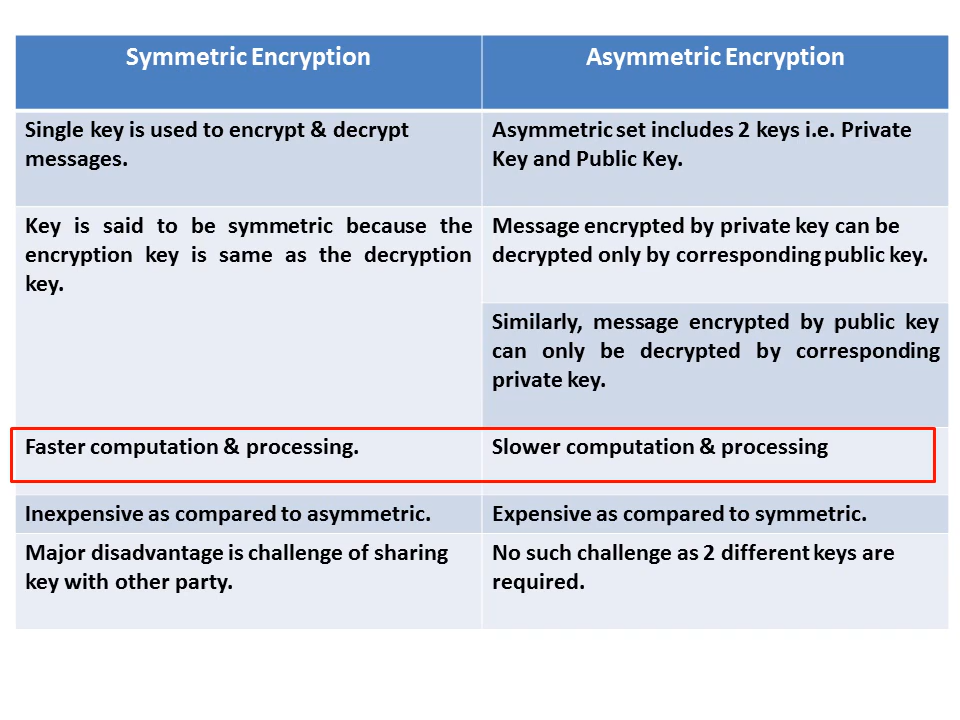 Symmetric Encryption
Asymmetric Encryption
Single key is used to encrypt & decrypt
messages.
Asymmetric set includes 2 keys i.e. Private
Key and Public Key.
Key is said to be symmetric because the
encryption key is same as the decryption
key.
Message encrypted by private key can be
decrypted only by corresponding public key.
Similarly, message encrypted by public key
can only be decrypted by corresponding
private key.
Faster computation & processing.
Slower computation & processing
Inexpensive as compared to asymmetric.
Expensive as compared to symmetric.
Major disadvantage is challenge of sharing
key with other party.
No such challenge as 2 different keys are
required.